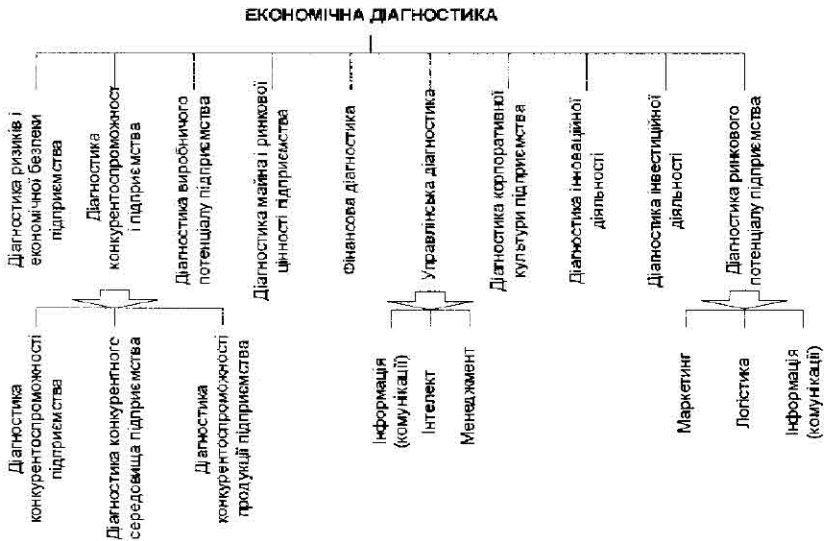 ЕКОНОМІЧНА ДІАГНОСТИКА
Діагностика ризиків і
економічної безпеки
підприємства
Діагностика
конкурентоспроможност
і підприємства
Діагностика виробничого
потенціалу підприємства
Діагностика майна і ринкової
цінності підприємства
Фінансова діагностика
Управлінська діагностика
Діагностика корпоративної
культури підприємства
Діагностика інноваційної
діяльності
Діагностика інвестиційної
діяльності
Діагностика ринкового
потенціалу підприємства
Діагностика
конкурентоспроможності
підприємства
Діагностика конкурентного
середовища підприємства
Діагностика
конкурентоспроможності
продукції підприємства
Інформація
(комунікації)
Інтелект
Менеджмент
Маркетинг
Логістика
Інформація
(комунікації)